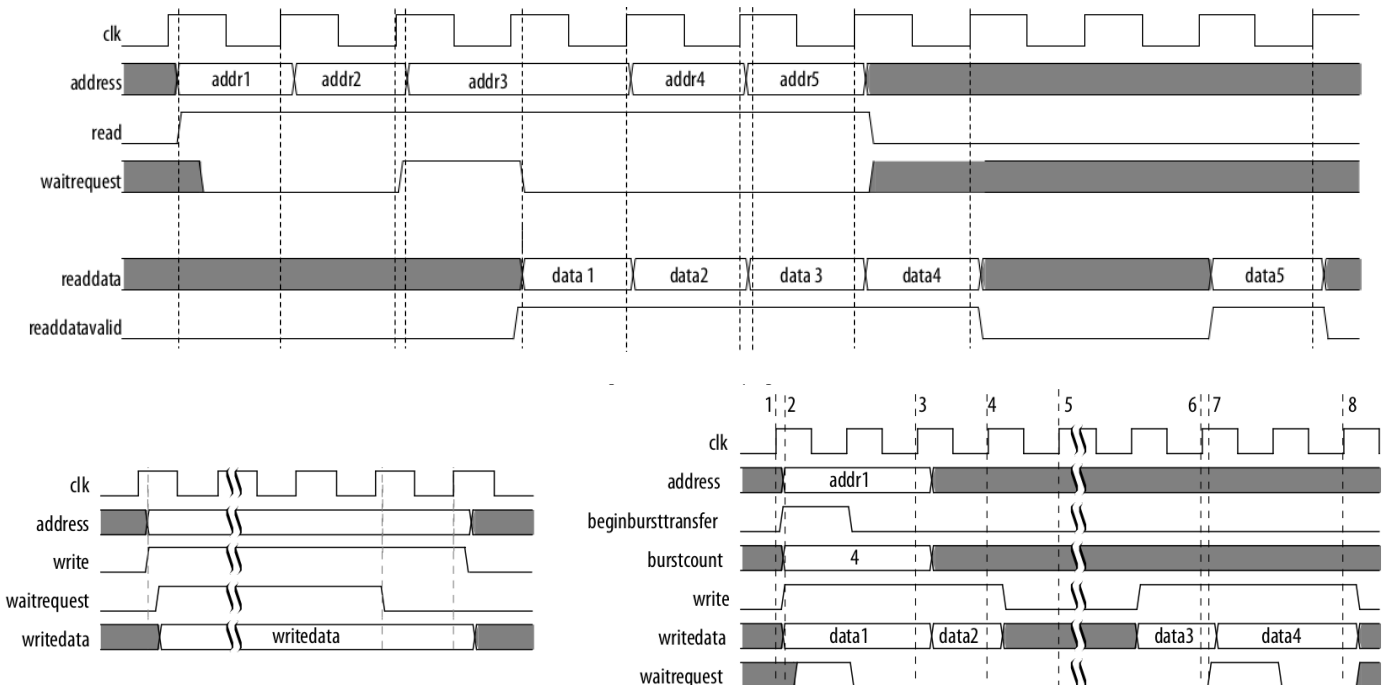 clk
address addr1 addr2 addr3 addr4 addr5
read
waitrequest
readdata data 1 data2 data 3 data4 data5
readdatavalid
clk
address
write
waitrequest
writedata writedata
1 2 3 4 5 6 7 8
clk
address addr1
beginbursttransfer
burstcount 4
write
writedata data1 data2 data3 data4
waitrequest